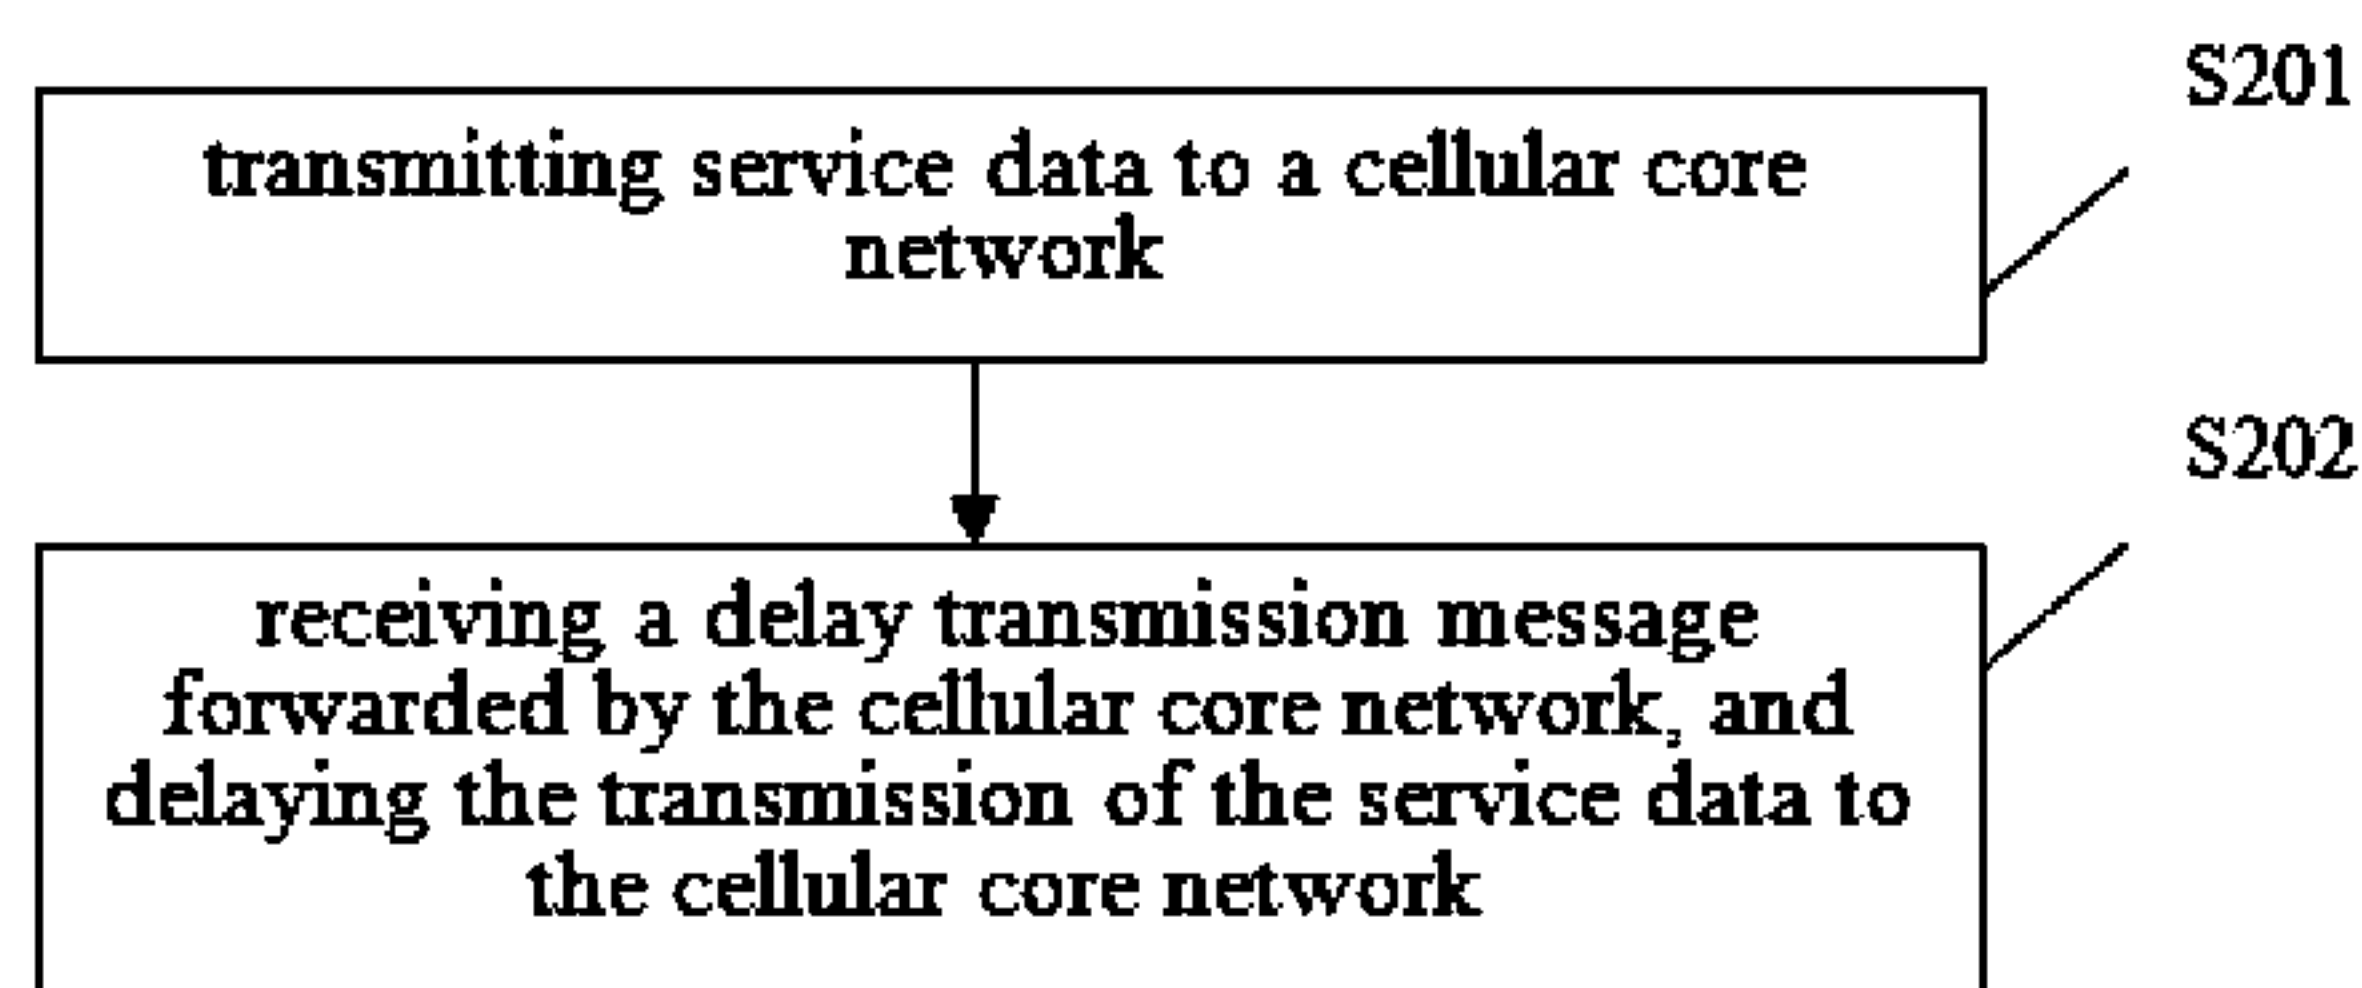 S201
transmitting service data to a cellular core
network
S202
receiving a delay transmission message
forwarded by the cellular core network, and
delaying the transmission of the service data to
the cellular core network